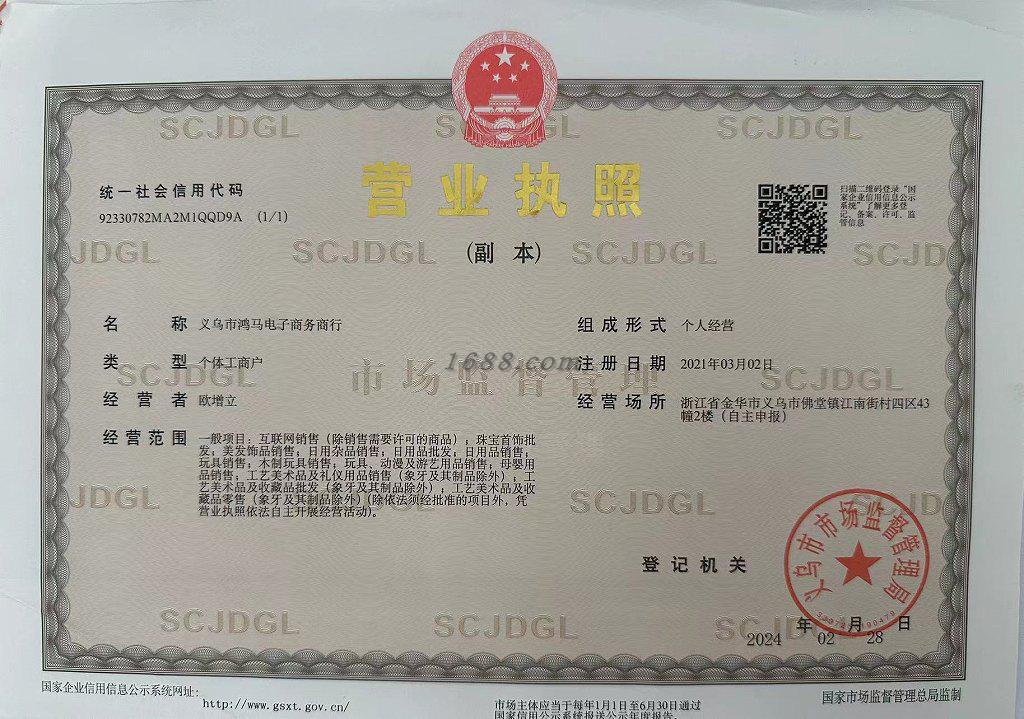 营业执照
(副 本)
统一社会信用代码
92330782MA2M1QQD9A (1/1)
扫描二维码登录“国
家企业信用信息公示
系统”了解更多登
记、备案、许可、监
管信息
名 称 义乌市鸿马电子商务商行
类 型 个体工商户
经 营 者 欧增立
经营范围 一般项目：互联网销售（除销售需要许可的商品）；珠宝首饰批
发；美发饰品销售；日用杂品销售；日用品批发；日用品销售；
玩具销售；木制玩具销售；玩具、动漫及游艺用品销售；母婴用
品销售；工艺美术品及礼仪用品销售（象牙及其制品除外）；工
艺美术品及收藏品批发（象牙及其制品除外）；工艺美术品及收
藏品零售（象牙及其制品除外）(除依法须经批准的项目外，凭
营业执照依法自主开展经营活动)。
组成形式 个人经营
注册日期 2021年03月02日
经营场所 浙江省金华市义乌市佛堂镇江南街村四区43
幢2楼（自主申报）
1688.com
市场监督管理
SCJDGL
登记机关
义乌市市场监督管理局
2024 年 02 月 28 日
国家企业信用信息公示系统网址：
http://www.gsxt.gov.cn/
市场主体应当于每年1月1日至6月30日通过
国家信用公示系统报送公示年度报告。
国家市场监督管理总局监制